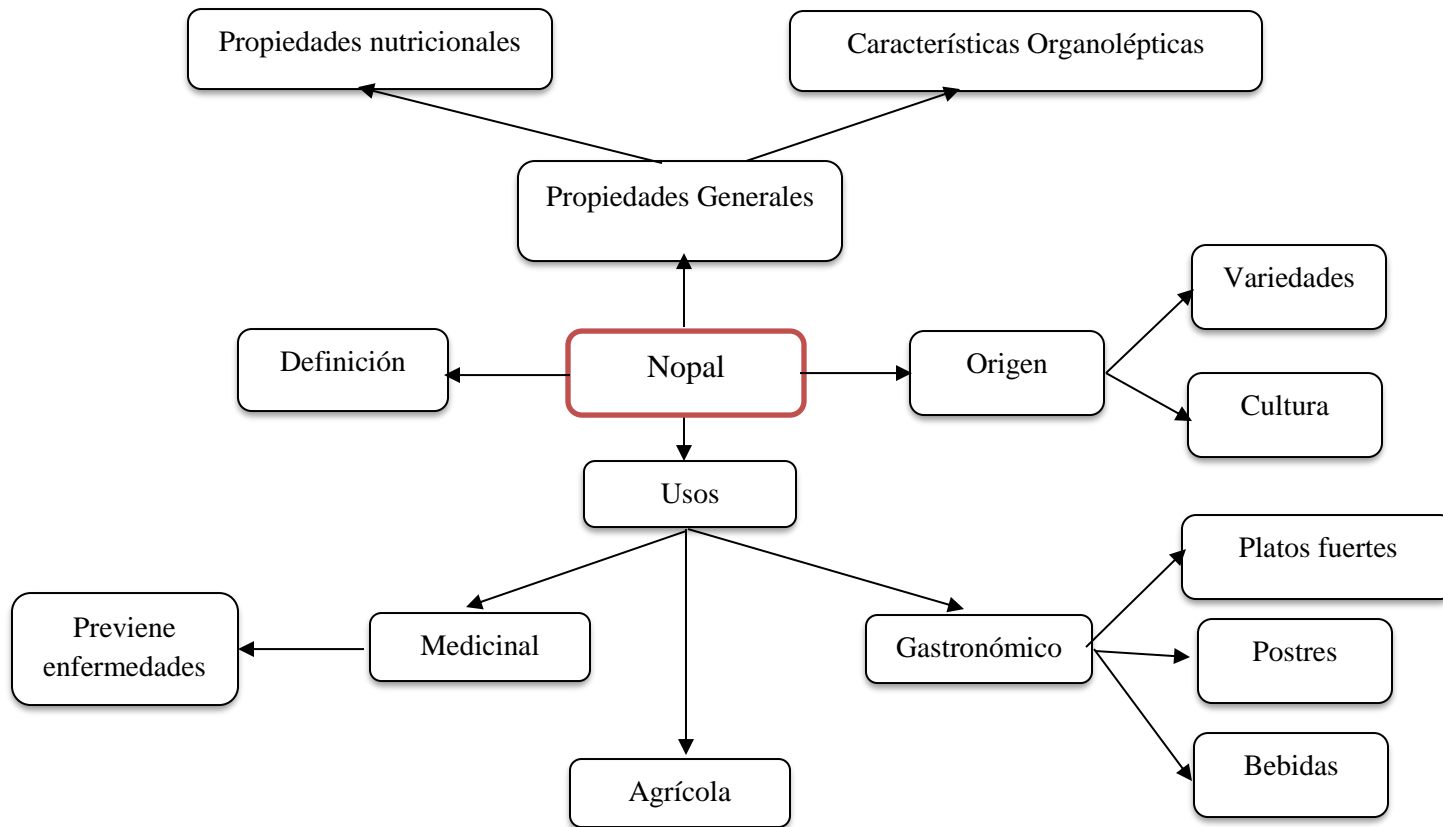 Propiedades nutricionales
Características Organolépticas
Propiedades Generales
Variedades
Definición
Nopal
Origen
Cultura
Usos
Platos fuertes
Previene
enfermedades
Medicinal
Gastronómico
Postres
Bebidas
Agrícola